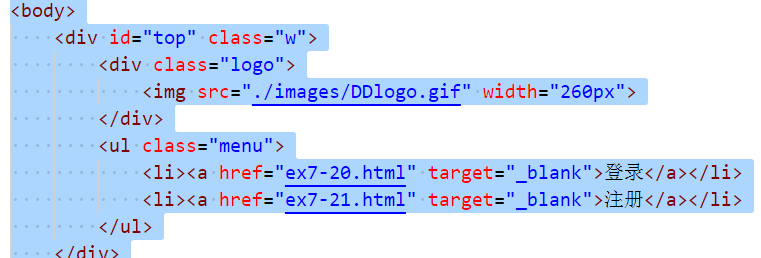 <body>
    <div id="top" class="w">
        <div class="logo">
            <img src="./images/DDlogo.gif" width="260px">
        </div>
        <ul class="menu">
            <li><a href="ex7-20.html" target="_blank">登录</a></li>
            <li><a href="ex7-21.html" target="_blank">注册</a></li>
        </ul>
    </div>